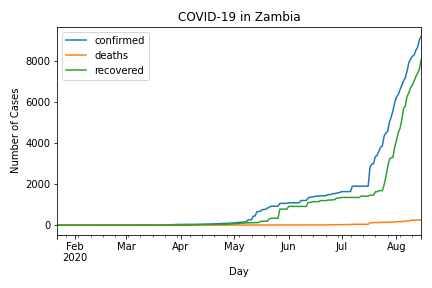 COVID-19 in Zambia
confirmed
deaths
recovered
Number of Cases
8000
6000
4000
2000
0
Feb
2020
Mar
Apr
May
Jun
Jul
Aug
Day